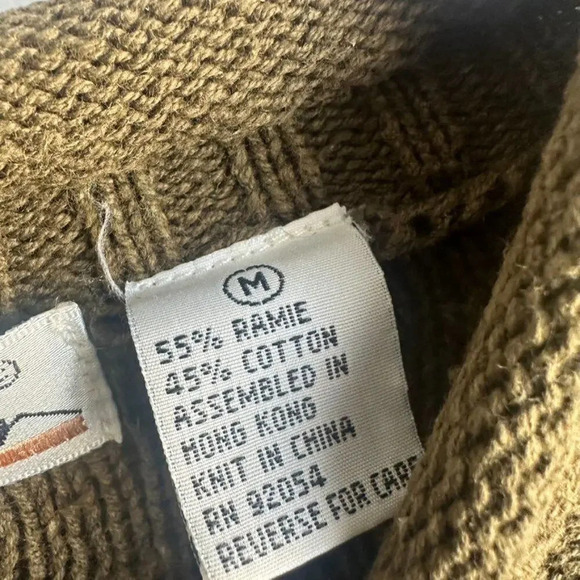 M
55% RAMIE
45% COTTON
ASSEMBLED IN
HONG KONG
KNIT IN CHINA
RN 92054
REVERSE FOR CARE